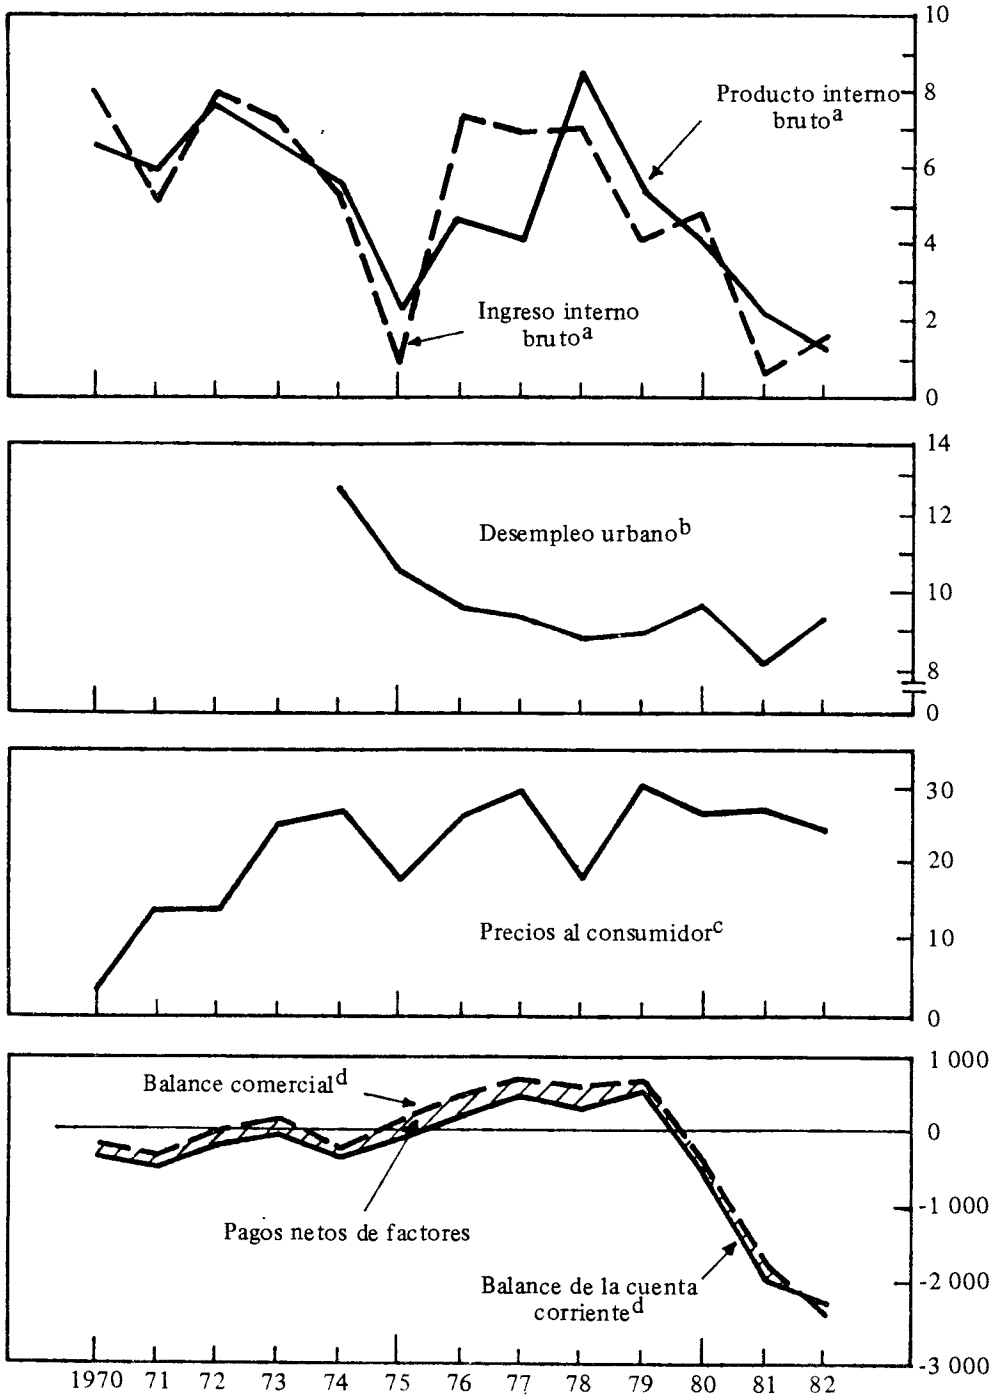 10
Producto interno
bruto^a
8
6
4
Ingreso interno
bruto^a
2
0
14
Desempleo urbano^b
12
10
8
0
30
20
Precios al consumidor^c
10
0
1 000
Balance comercial^d
0
-1 000
Pagos netos de factores
Balance de la cuenta
corriente^d
-2 000
-3 000
1970 71 72 73 74 75 76 77 78 79 80 81 82